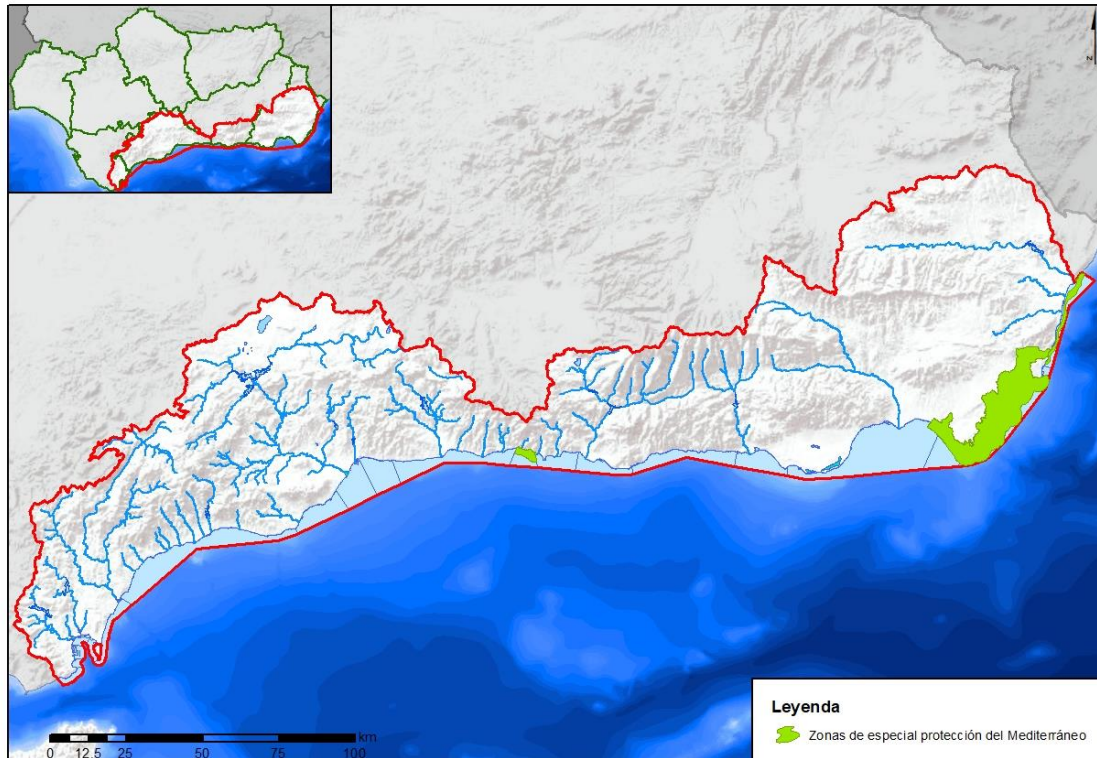 N
Leyenda
Zonas de especial protección del Mediterráneo
km
0 12.5 25 50 75 100